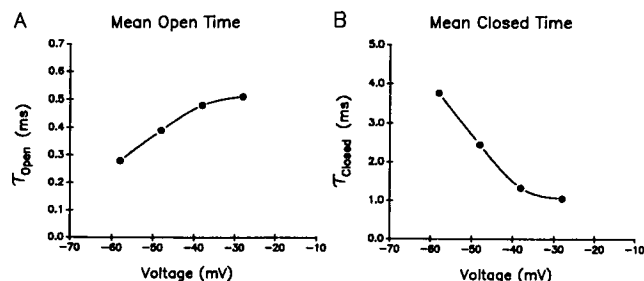 A
Mean Open Time
0.7
0.6
0.5
0.4
0.3
0.2
0.1
0.0
τOpen (ms)
-70 -60 -50 -40 -30 -20 -10
Voltage (mV)
B
Mean Closed Time
5.0
4.0
3.0
2.0
1.0
0.0
τClosed (ms)
-70 -60 -50 -40 -30 -20 -10
Voltage (mV)